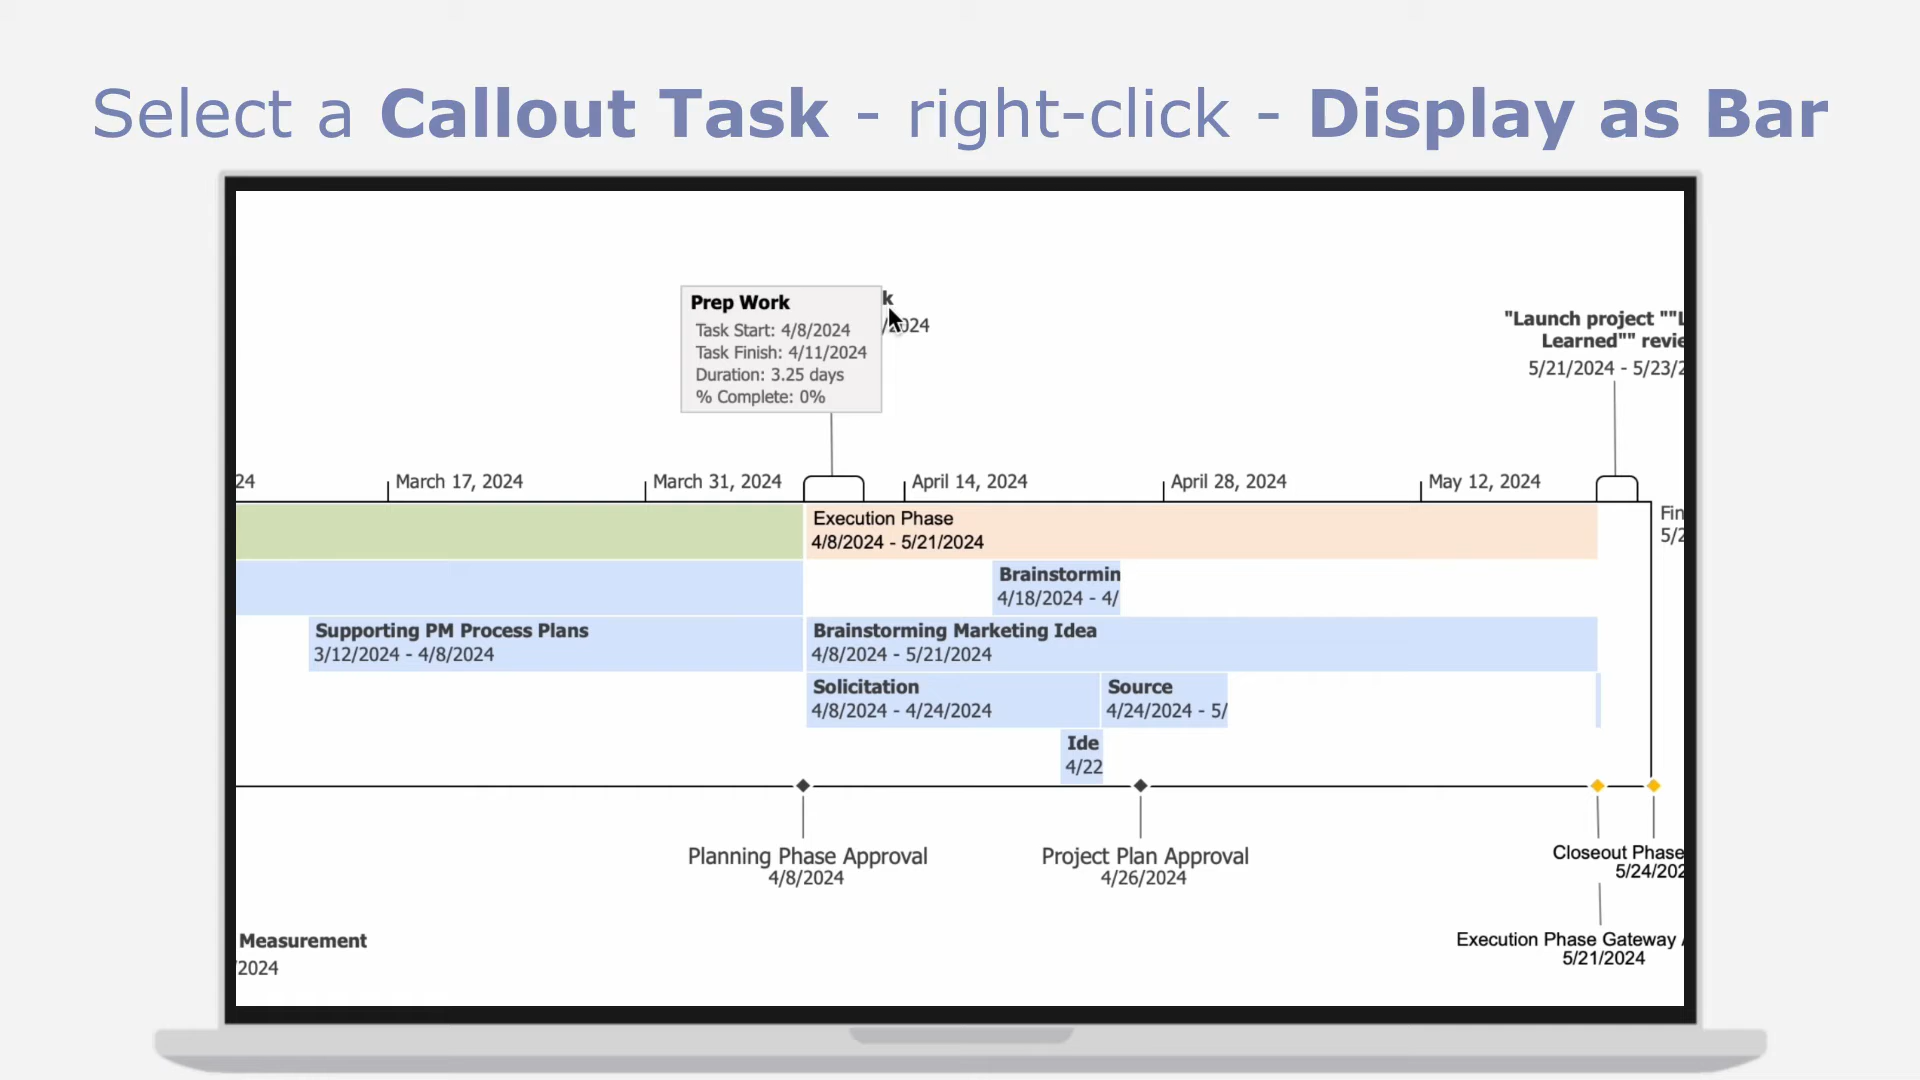 Select a Callout Task - right-click - Display as Bar
Prep Work
Task Start: 4/8/2024
Task Finish: 4/11/2024
Duration: 3.25 days
% Complete: 0%
k
/2024
"Launch project ""L
Learned"" revie
5/21/2024 - 5/23/2
24
March 17, 2024
March 31, 2024
April 14, 2024
April 28, 2024
May 12, 2024
Execution Phase
4/8/2024 - 5/21/2024
Fin
5/2
Brainstormin
4/18/2024 - 4/
Supporting PM Process Plans
3/12/2024 - 4/8/2024
Brainstorming Marketing Idea
4/8/2024 - 5/21/2024
Solicitation
4/8/2024 - 4/24/2024
Source
4/24/2024 - 5/
Ide
4/22
Planning Phase Approval
4/8/2024
Project Plan Approval
4/26/2024
Closeout Phase
5/24/202
Measurement
/2024
Execution Phase Gateway
5/21/2024